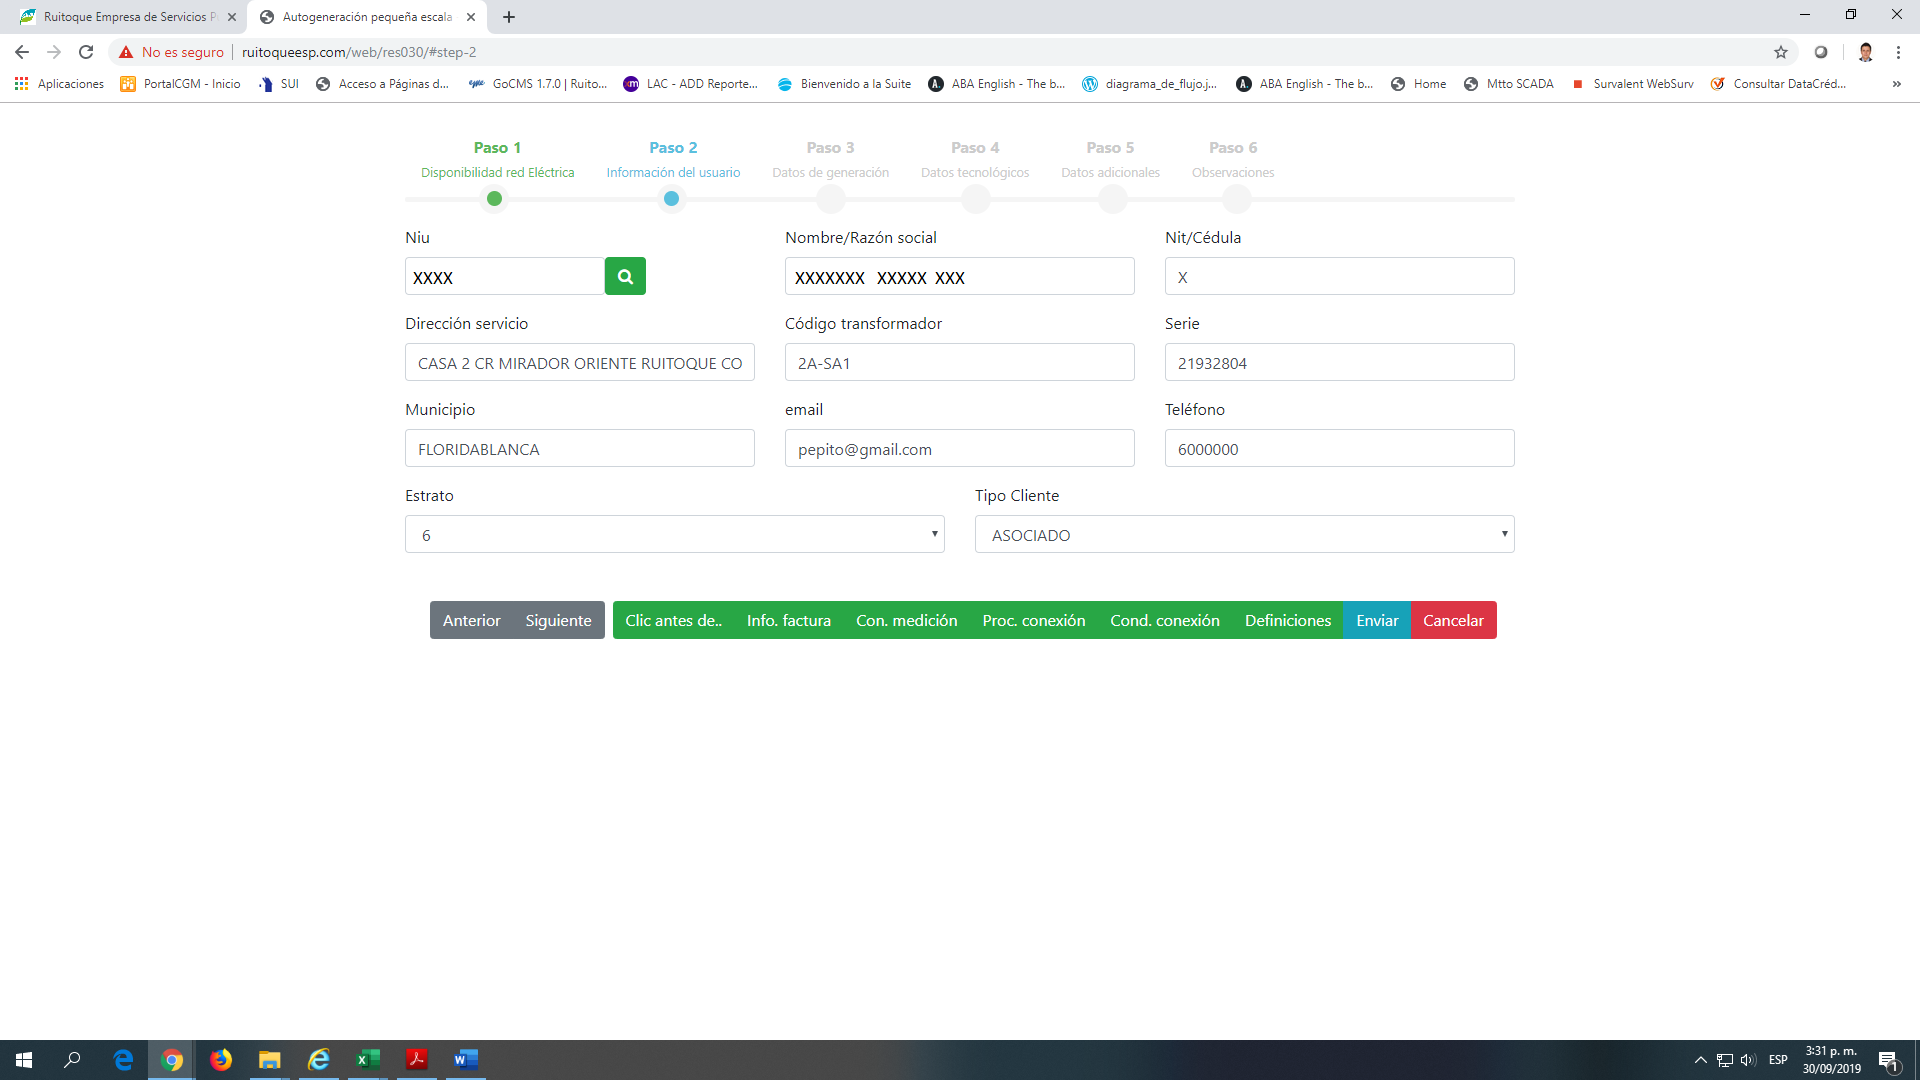 Ruitoque Empresa de Servicios P
Autogeneración pequeña escala
No es seguro
ruitoqueesp.com/web/res030/#step-2
Aplicaciones
PortalCGM - Inicio
SUI
Acceso a Páginas d...
GoCMS 1.7.0 | Ruito...
LAC - ADD Reporte...
Bienvenido a la Suite
ABA English - The b...
diagrama_de_flujo.j...
ABA English - The b...
Home
Mtto SCADA
Survalent WebSurv
Consultar DataCréd...
»
Paso 1 Paso 2 Paso 3 Paso 4 Paso 5 Paso 6
Disponibilidad red Eléctrica Información del usuario Datos de generación Datos tecnológicos Datos adicionales Observaciones
Niu Nombre/Razón social Nit/Cédula
XXXX XXXXXXX XXXXX XXX X
Dirección servicio Código transformador Serie
CASA 2 CR MIRADOR ORIENTE RUITOQUE CO 2A-SA1 21932804
Municipio email Teléfono
FLORIDABLANCA pepito@gmail.com 6000000
Estrato Tipo Cliente
6 ASOCIADO
Anterior Siguiente Clic antes de.. Info. factura Con. medición Proc. conexión Cond. conexión Definiciones Enviar Cancelar
ESP
3:31 p. m.
30/09/2019
1